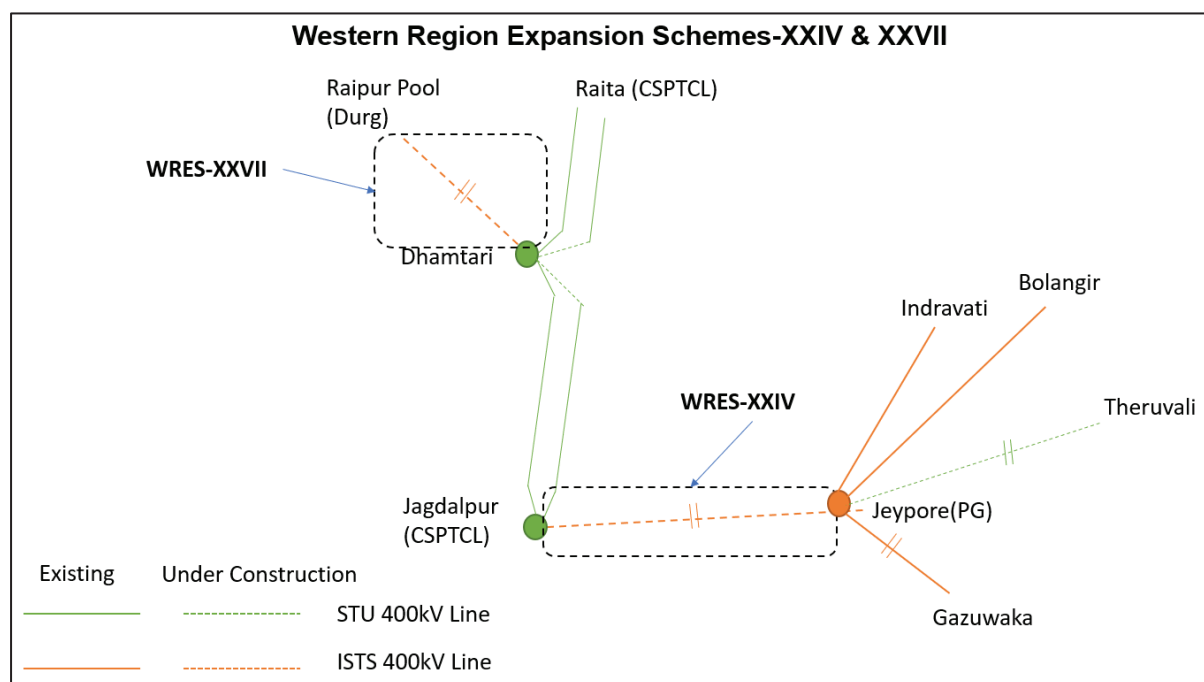 Western Region Expansion Schemes-XXIV & XXVII
Raipur Pool
(Durg)
Raita (CSPTCL)
WRES-XXVII
Dhamtari
Bolangir
Indravati
WRES-XXIV
Theruvali
Jagdalpur
(CSPTCL)
Jeypore(PG)
Gazuwaka
Existing
Under Construction
STU 400kV Line
ISTS 400kV Line